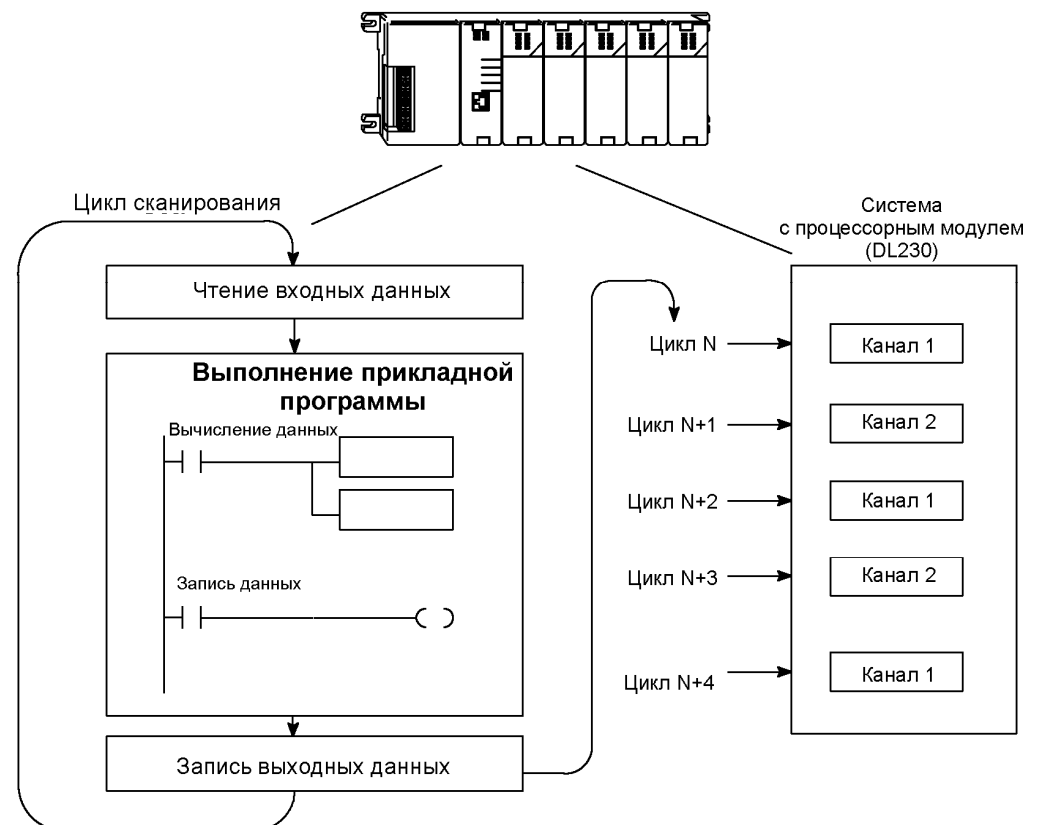 Цикл сканирования
Чтение входных данных
Выполнение прикладной
программы
Вычисление данных
Запись данных
Запись выходных данных
Система
с процессорным модулем
(DL230)
Цикл N
Канал 1
Цикл N+1
Канал 2
Цикл N+2
Канал 1
Цикл N+3
Канал 2
Цикл N+4
Канал 1